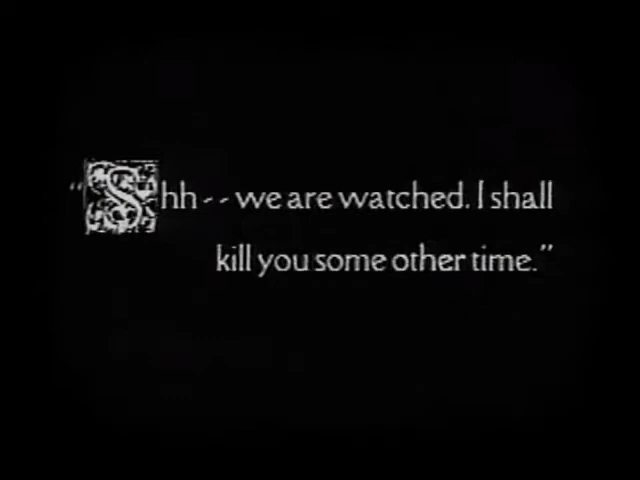 “Shh -- we are watched. I shall
kill you some other time.”